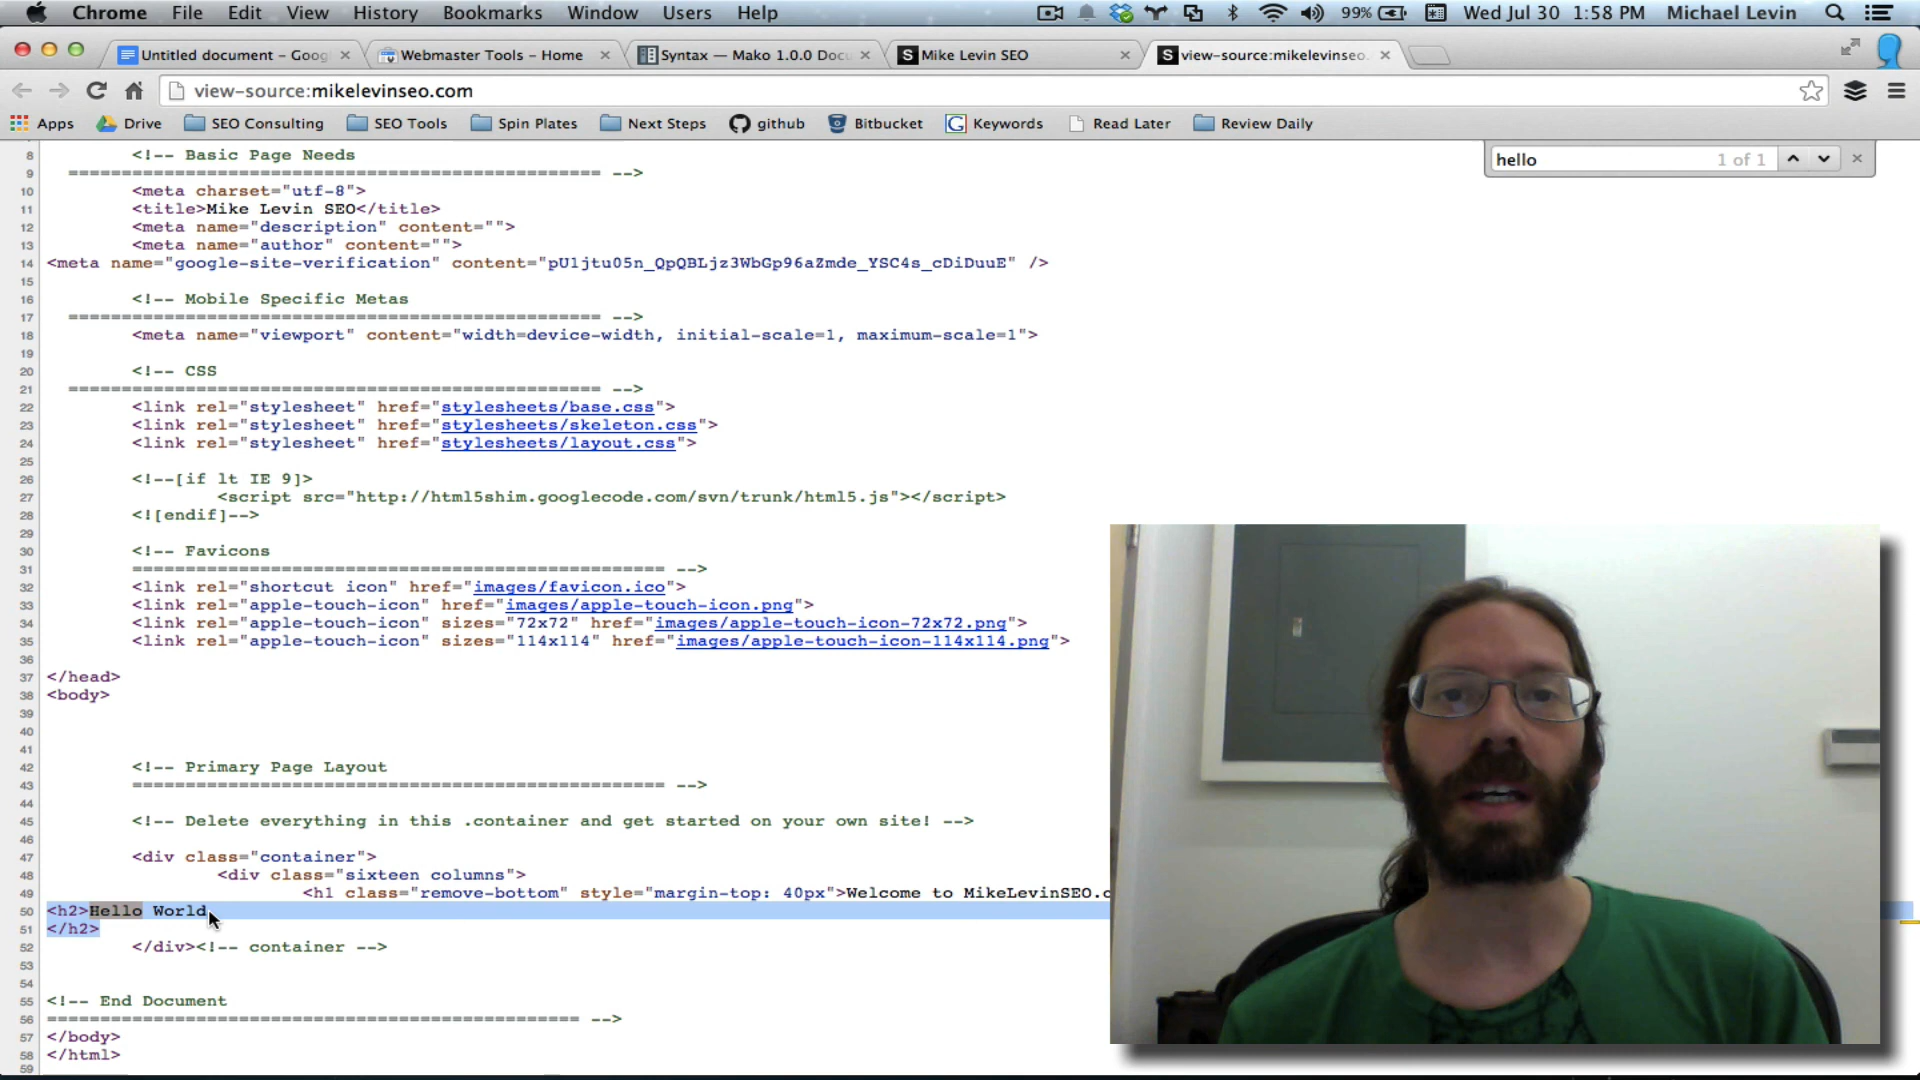 Chrome File Edit View History Bookmarks Window Users Help 99% Wed Jul 30 1:58 PM Michael Levin
Untitled document – Goog Webmaster Tools – Home Syntax — Mako 1.0.0 Docu Mike Levin SEO view-source:mikelevinseo.
view-source:mikelevinseo.com
Apps Drive SEO Consulting SEO Tools Spin Plates Next Steps github Bitbucket Keywords Read Later Review Daily
hello 1 of 1
8 <!-- Basic Page Needs
9 ================================================== -->
10 <meta charset="utf-8">
11 <title>Mike Levin SEO</title>
12 <meta name="description" content="">
13 <meta name="author" content="">
14 <meta name="google-site-verification" content="pU1jtu05n_QpQBLjz3WbGp96aZmde_YSC4s_cDiDuuE" />
15
16 <!-- Mobile Specific Metas
17 ================================================== -->
18 <meta name="viewport" content="width=device-width, initial-scale=1, maximum-scale=1">
19
20 <!-- CSS
21 ================================================== -->
22 <link rel="stylesheet" href="stylesheets/base.css">
23 <link rel="stylesheet" href="stylesheets/skeleton.css">
24 <link rel="stylesheet" href="stylesheets/layout.css">
25
26 <!--[if lt IE 9]>
27 <script src="http://html5shim.googlecode.com/svn/trunk/html5.js"></script>
28 <![endif]-->
29
30 <!-- Favicons
31 ================================================== -->
32 <link rel="shortcut icon" href="images/favicon.ico">
33 <link rel="apple-touch-icon" href="images/apple-touch-icon.png">
34 <link rel="apple-touch-icon" sizes="72x72" href="images/apple-touch-icon-72x72.png">
35 <link rel="apple-touch-icon" sizes="114x114" href="images/apple-touch-icon-114x114.png">
36
37 </head>
38 <body>
39
40
41
42 <!-- Primary Page Layout
43 ================================================== -->
44
45 <!-- Delete everything in this .container and get started on your own site! -->
46
47 <div class="container">
48 <div class="sixteen columns">
49 <h1 class="remove-bottom" style="margin-top: 40px">Welcome to MikeLevinSEO.c
50 <h2>Hello World
51 </h2>
52 </div><!-- container -->
53
54
55 <!-- End Document
56 ================================================== -->
57 </body>
58 </html>
59